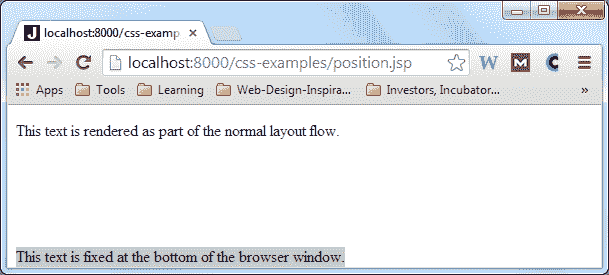 J localhost:8000/css-examp
localhost:8000/css-examples/position.jsp W M C
Apps Tools Learning Web-Design-Inspira... Investors, Incubator... »
This text is rendered as part of the normal layout flow.
This text is fixed at the bottom of the browser window.